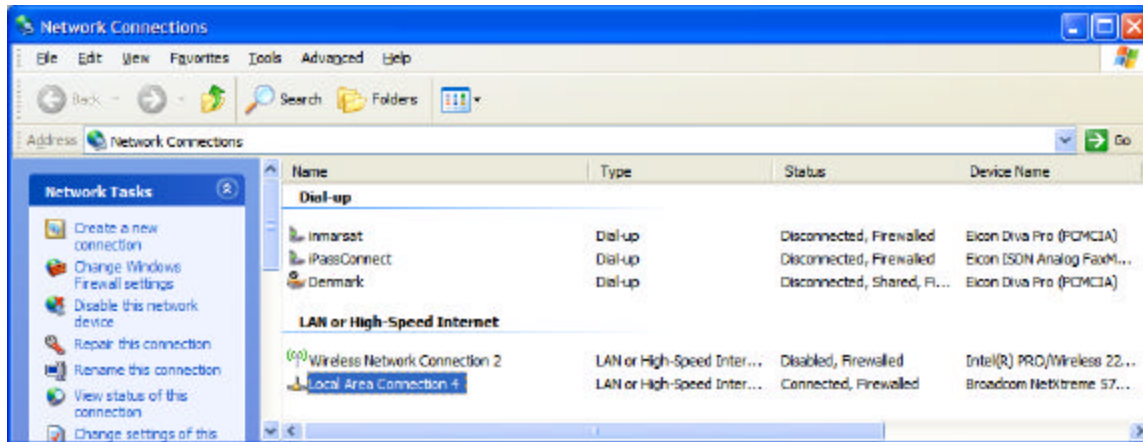 Network Connections
File Edit View Favorites Tools Advanced Help
Back Search Folders
Address Network Connections Go
Network Tasks
Create a new
connection
Change Windows
Firewall settings
Disable this network
device
Repair this connection
Rename this connection
View status of this
connection
Change settings of this
Name Type Status Device Name
Dial-up
Inmarsat Dial-up Disconnected, Firewalled Eicon Diva Pro (PCMCIA)
iPassConnect Dial-up Disconnected, Firewalled Eicon ISDN Analog FaxM...
Denmark Dial-up Disconnected, Shared, Fi... Eicon Diva Pro (PCMCIA)
LAN or High-Speed Internet
Wireless Network Connection 2 LAN or High-Speed Inter... Disabled, Firewalled Intel(R) PRO/Wireless 22...
Local Area Connection 4 LAN or High-Speed Inter... Connected, Firewalled Broadcom NetXtreme 57...